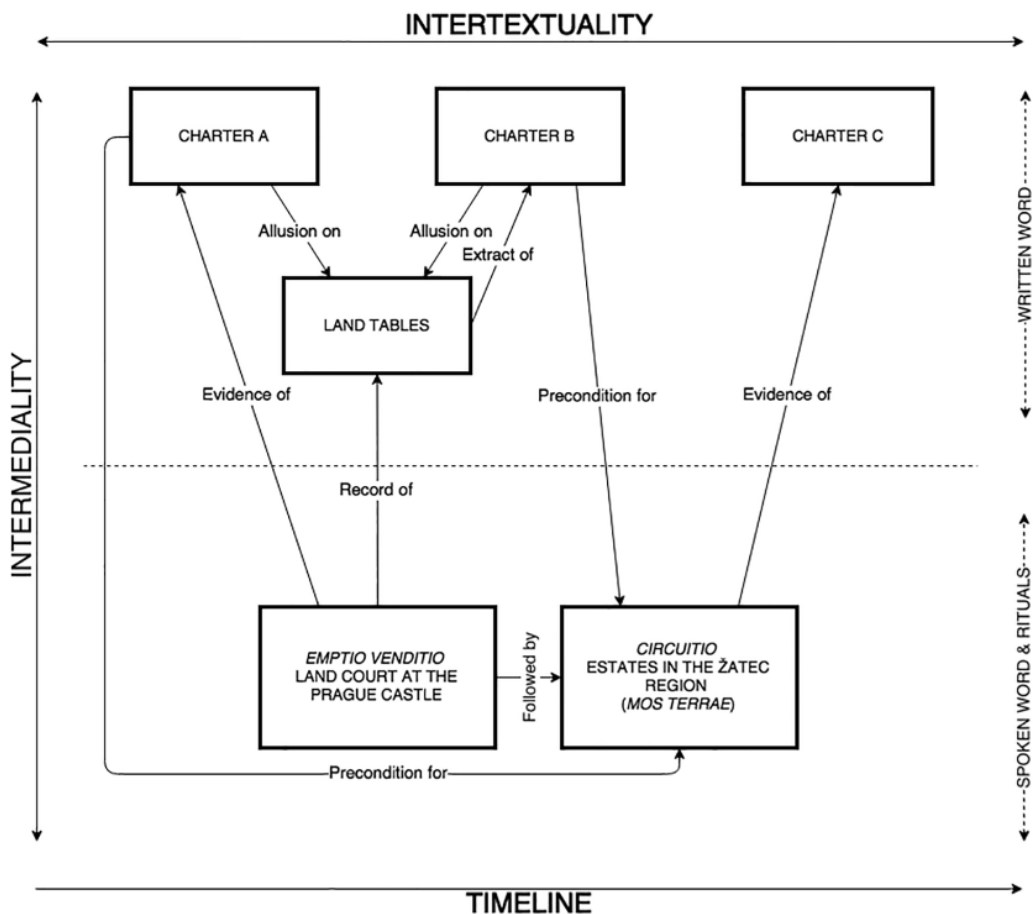 INTERTEXTUALITY
CHARTER A
CHARTER B
CHARTER C
Allusion on
Allusion on
Extract of
LAND TABLES
WRITTEN WORD
Evidence of
Precondition for
Evidence of
INTERMEDIALITY
Record of
EMPTIO VENDITIO
LAND COURT AT THE
PRAGUE CASTLE
Followed by
CIRCUITIO
ESTATES IN THE ŽATEC
REGION
(MOS TERRAE)
SPOKEN WORD & RITUALS
Precondition for
TIMELINE